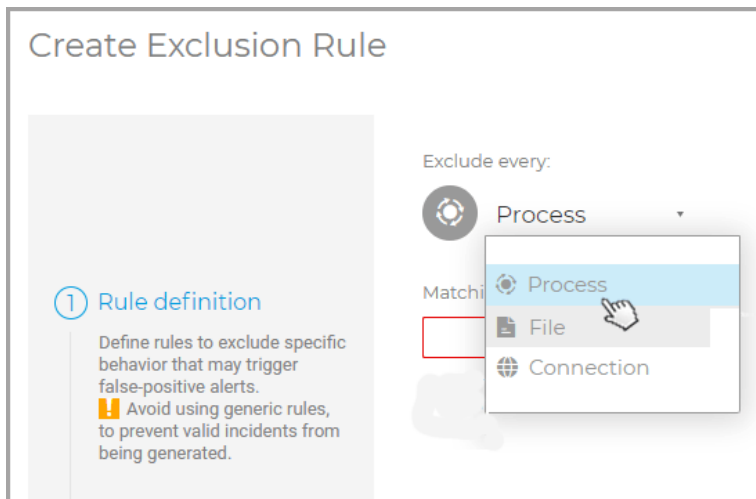 Create Exclusion Rule
Exclude every:
Process
Matchi
Process
File
Connection
1 Rule definition
Define rules to exclude specific
behavior that may trigger
false-positive alerts.
! Avoid using generic rules,
to prevent valid incidents from
being generated.